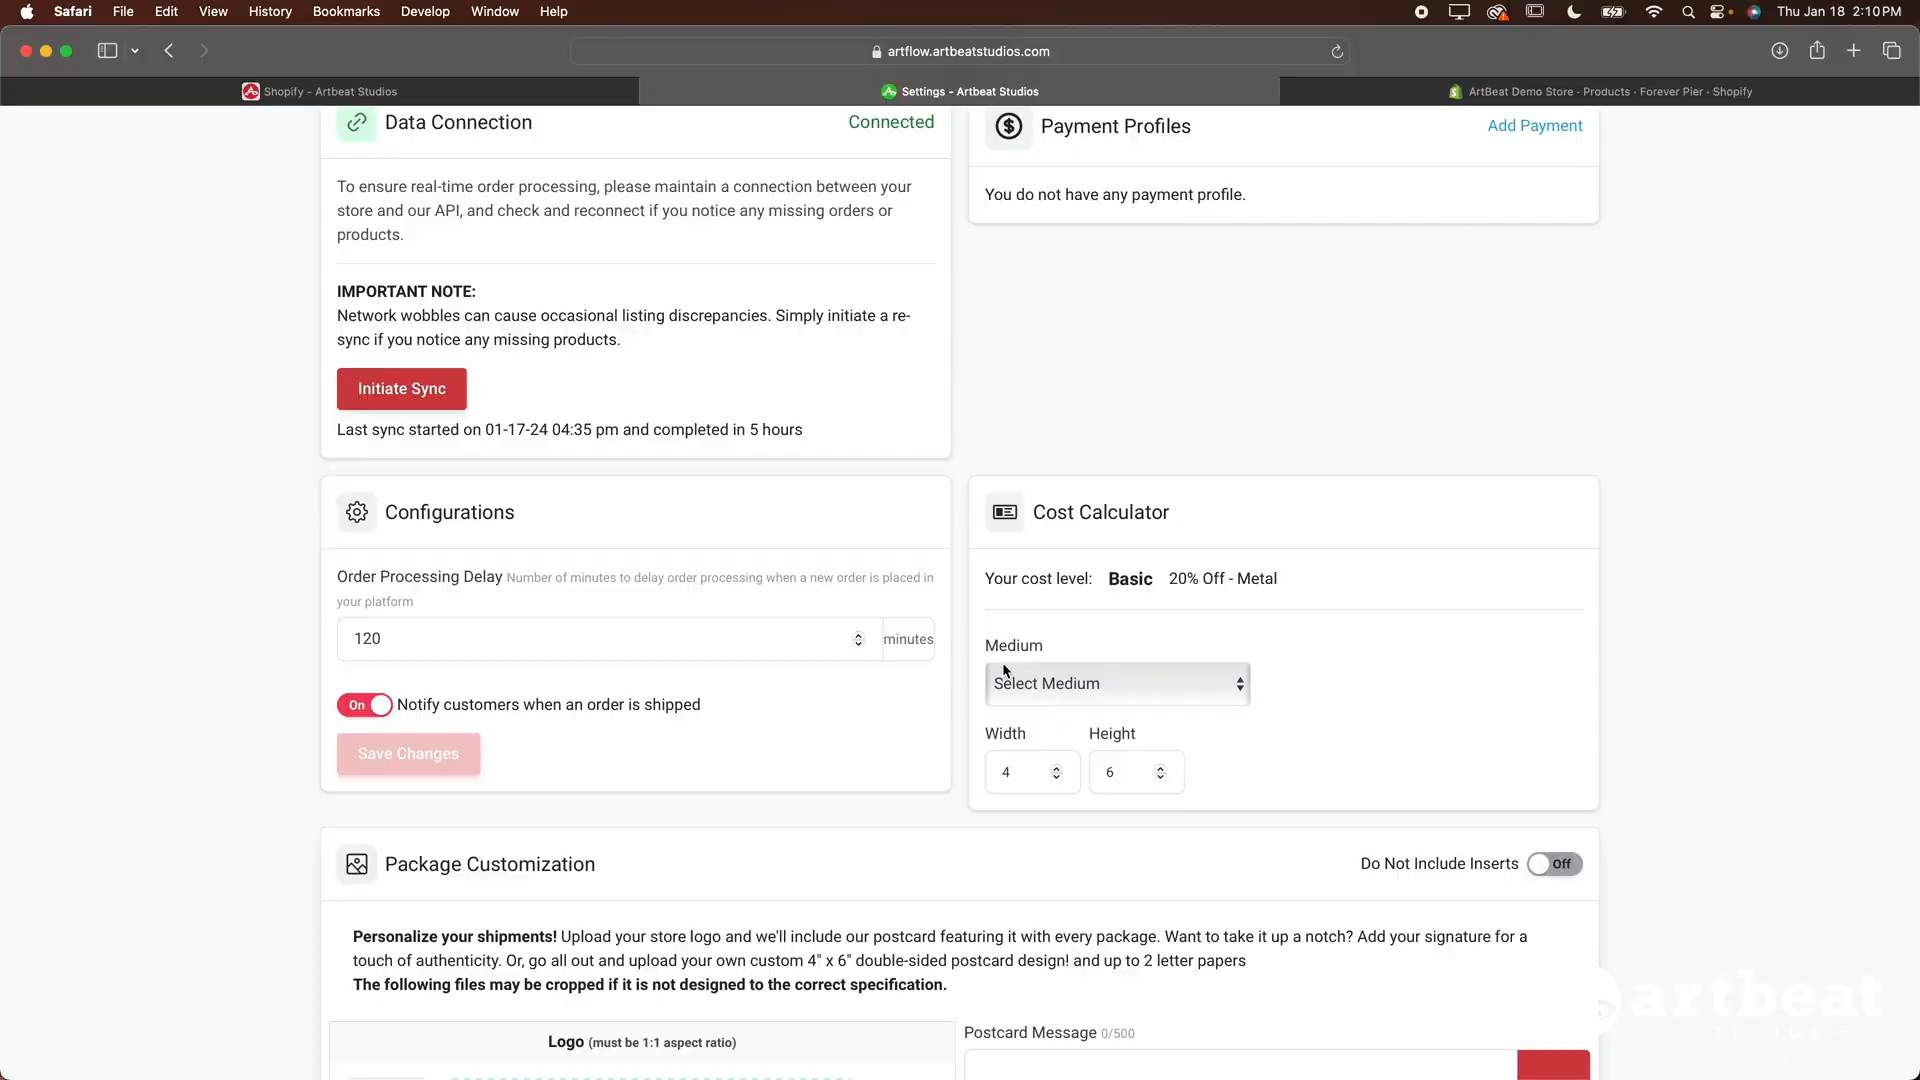 Safari File Edit View History Bookmarks Develop Window Help Thu Jan 18 2:10 PM
artflow.artbeatstudios.com
Shopify - Artbeat Studios
Settings - Artbeat Studios
ArtBeat Demo Store - Products · Forever Pier · Shopify
Data Connection
Connected
To ensure real-time order processing, please maintain a connection between your
store and our API, and check and reconnect if you notice any missing orders or
products.
IMPORTANT NOTE:
Network wobbles can cause occasional listing discrepancies. Simply initiate a re-
sync if you notice any missing products.
Initiate Sync
Last sync started on 01-17-24 04:35 pm and completed in 5 hours
Payment Profiles
Add Payment
You do not have any payment profile.
Configurations
Order Processing Delay Number of minutes to delay order processing when a new order is placed in
your platform
120
minutes
On Notify customers when an order is shipped
Save Changes
Cost Calculator
Your cost level: Basic 20% Off - Metal
Medium
Select Medium
Width Height
4 6
Package Customization
Do Not Include Inserts Off
Personalize your shipments! Upload your store logo and we'll include our postcard featuring it with every package. Want to take it up a notch? Add your signature for a
touch of authenticity. Or, go all out and upload your own custom 4" x 6" double-sided postcard design! and up to 2 letter papers
The following files may be cropped if it is not designed to the correct specification.
Logo (must be 1:1 aspect ratio)
Postcard Message 0/500
artbeat
STUDIOS